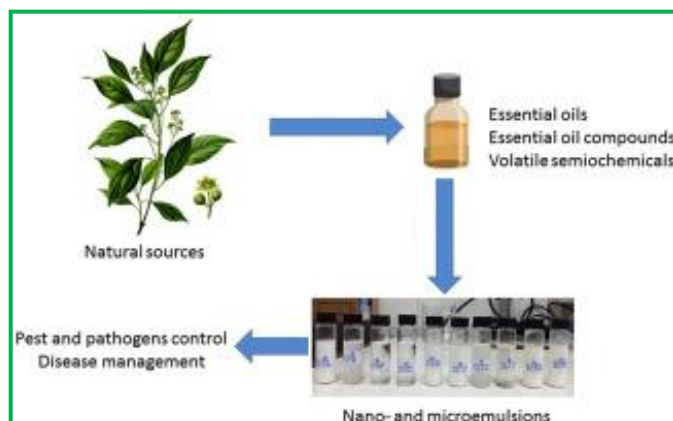 Essential oils
Essential oil compounds
Volatile semiochemicals
Natural sources
Pest and pathogens control
Disease management
Nano- and microemulsions